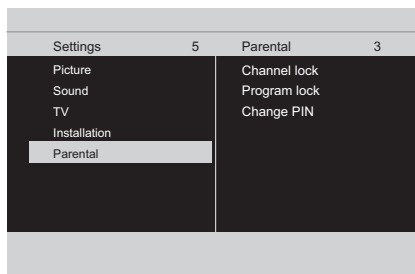 Settings 5
Parental 3
Picture
Sound
TV
Installation
Parental
Channel lock
Program lock
Change PIN